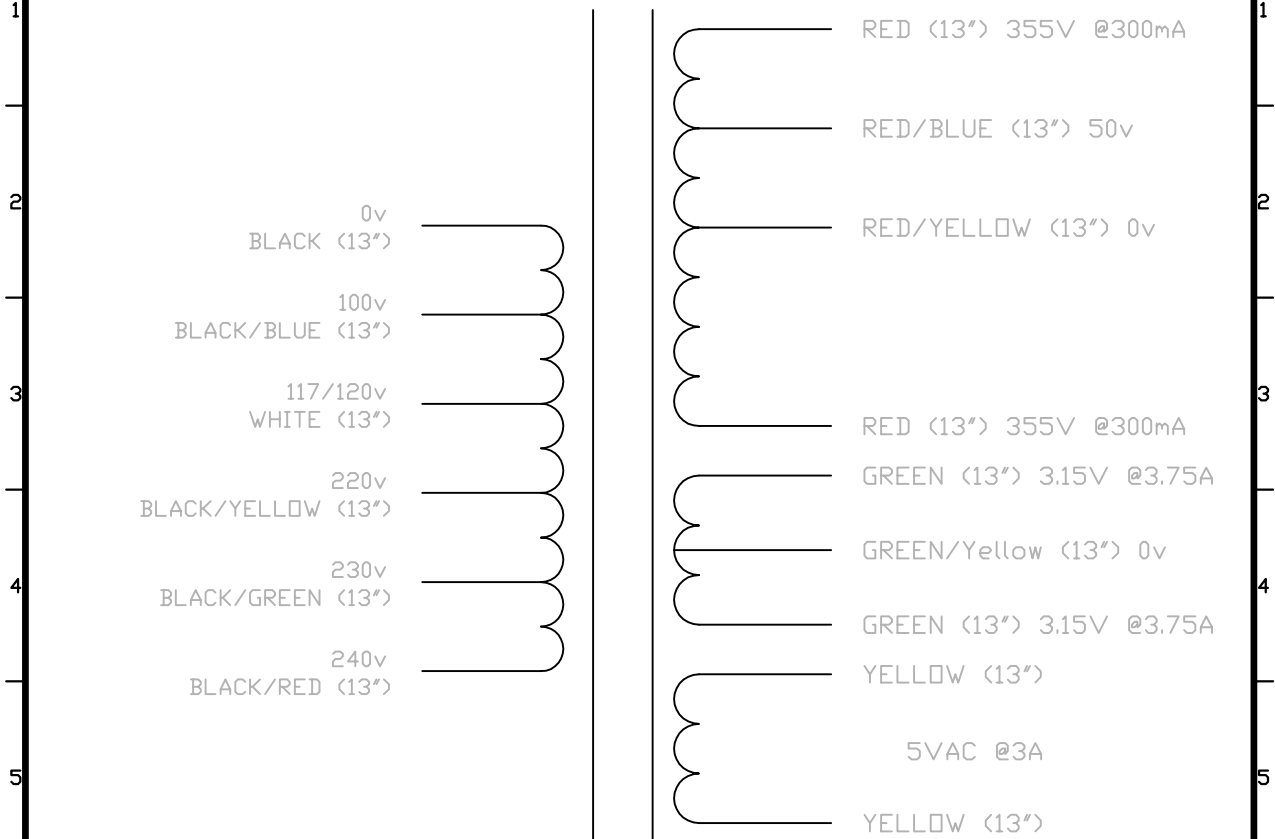 1
0v
BLACK (13")
2
100v
BLACK/BLUE (13")
117/120v
WHITE (13")
3
220v
BLACK/YELLOW (13")
230v
BLACK/GREEN (13")
4
240v
BLACK/RED (13")
5
RED (13") 355V @300mA
1
RED/BLUE (13") 50v
2
RED/YELLOW (13") 0v
3
RED (13") 355V @300mA
GREEN (13") 3.15V @3.75A
GREEN/Yellow (13") 0v
4
GREEN (13") 3.15V @3.75A
YELLOW (13")
5VAC @3A
5
YELLOW (13")